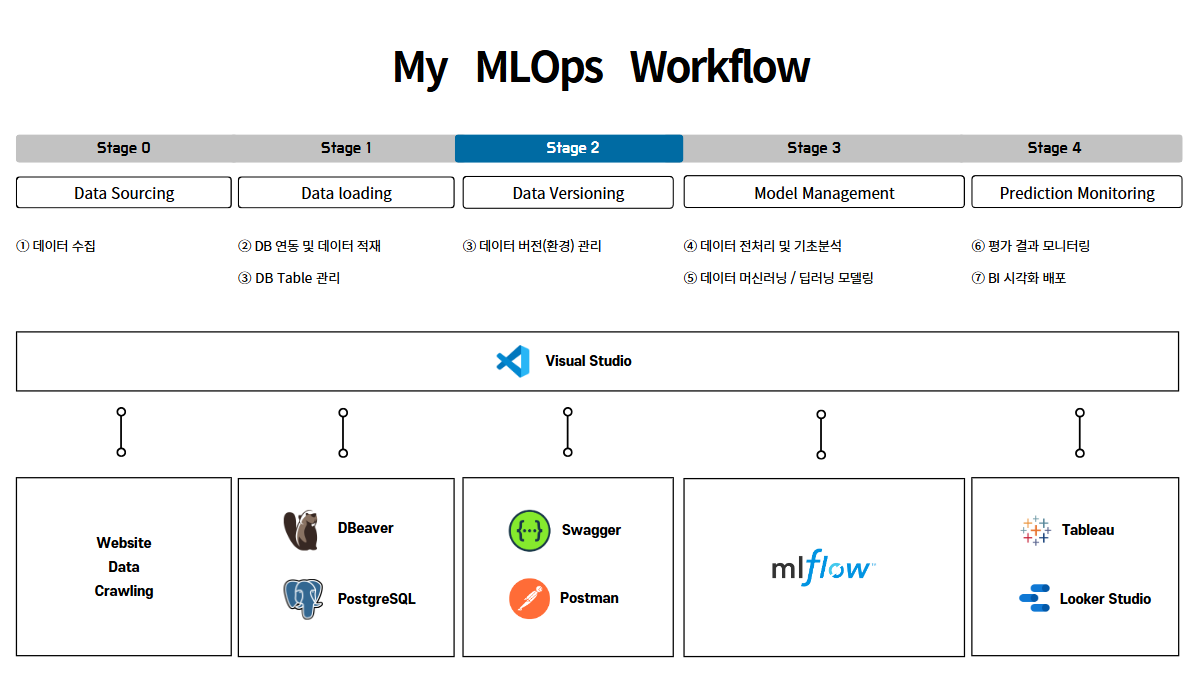 My MLOps Workflow
Stage 0
Stage 1
Stage 2
Stage 3
Stage 4
Data Sourcing
Data loading
Data Versioning
Model Management
Prediction Monitoring
① 데이터 수집
② DB 연동 및 데이터 적재
③ DB Table 관리
③ 데이터 버전(환경) 관리
④ 데이터 전처리 및 기초분석
⑤ 데이터 머신러닝 / 딥러닝 모델링
⑥ 평가 결과 모니터링
⑦ BI 시각화 배포
Visual Studio
Website
Data
Crawling
DBeaver
PostgreSQL
Swagger
Postman
mlflow
Tableau
Looker Studio